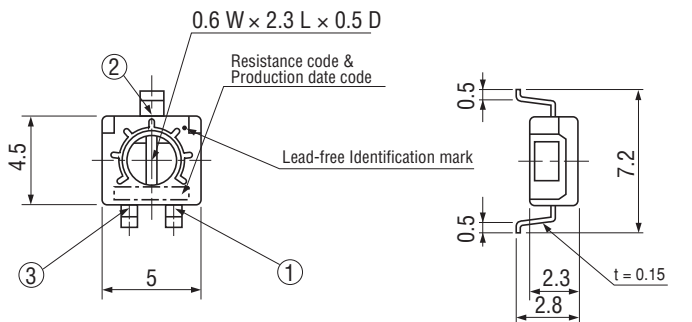 0.6 W × 2.3 L × 0.5 D
Resistance code &
Production date code
②
4.5
Lead-free Identification mark
③
①
5
0.5
7.2
0.5
t = 0.15
2.3
2.8